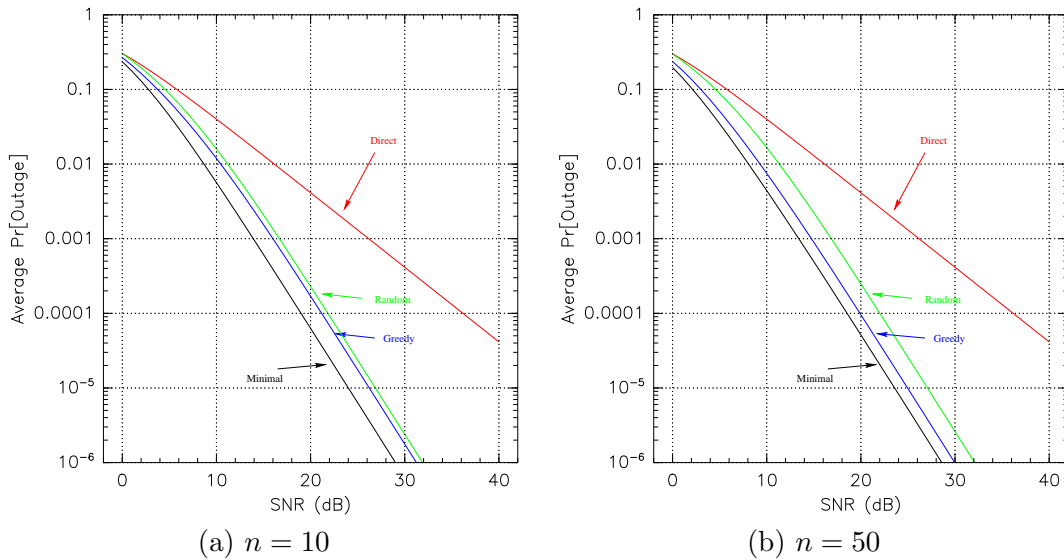 1
0.1
0.01
0.001
0.0001
10⁻⁵
10⁻⁶
Average Pr[Outage]
Direct
Random
Greedy
Minimal
0 10 20 30 40
SNR (dB)
(a) n = 10
1
0.1
0.01
0.001
0.0001
10⁻⁵
10⁻⁶
Average Pr[Outage]
Direct
Random
Greedy
Minimal
0 10 20 30 40
SNR (dB)
(b) n = 50